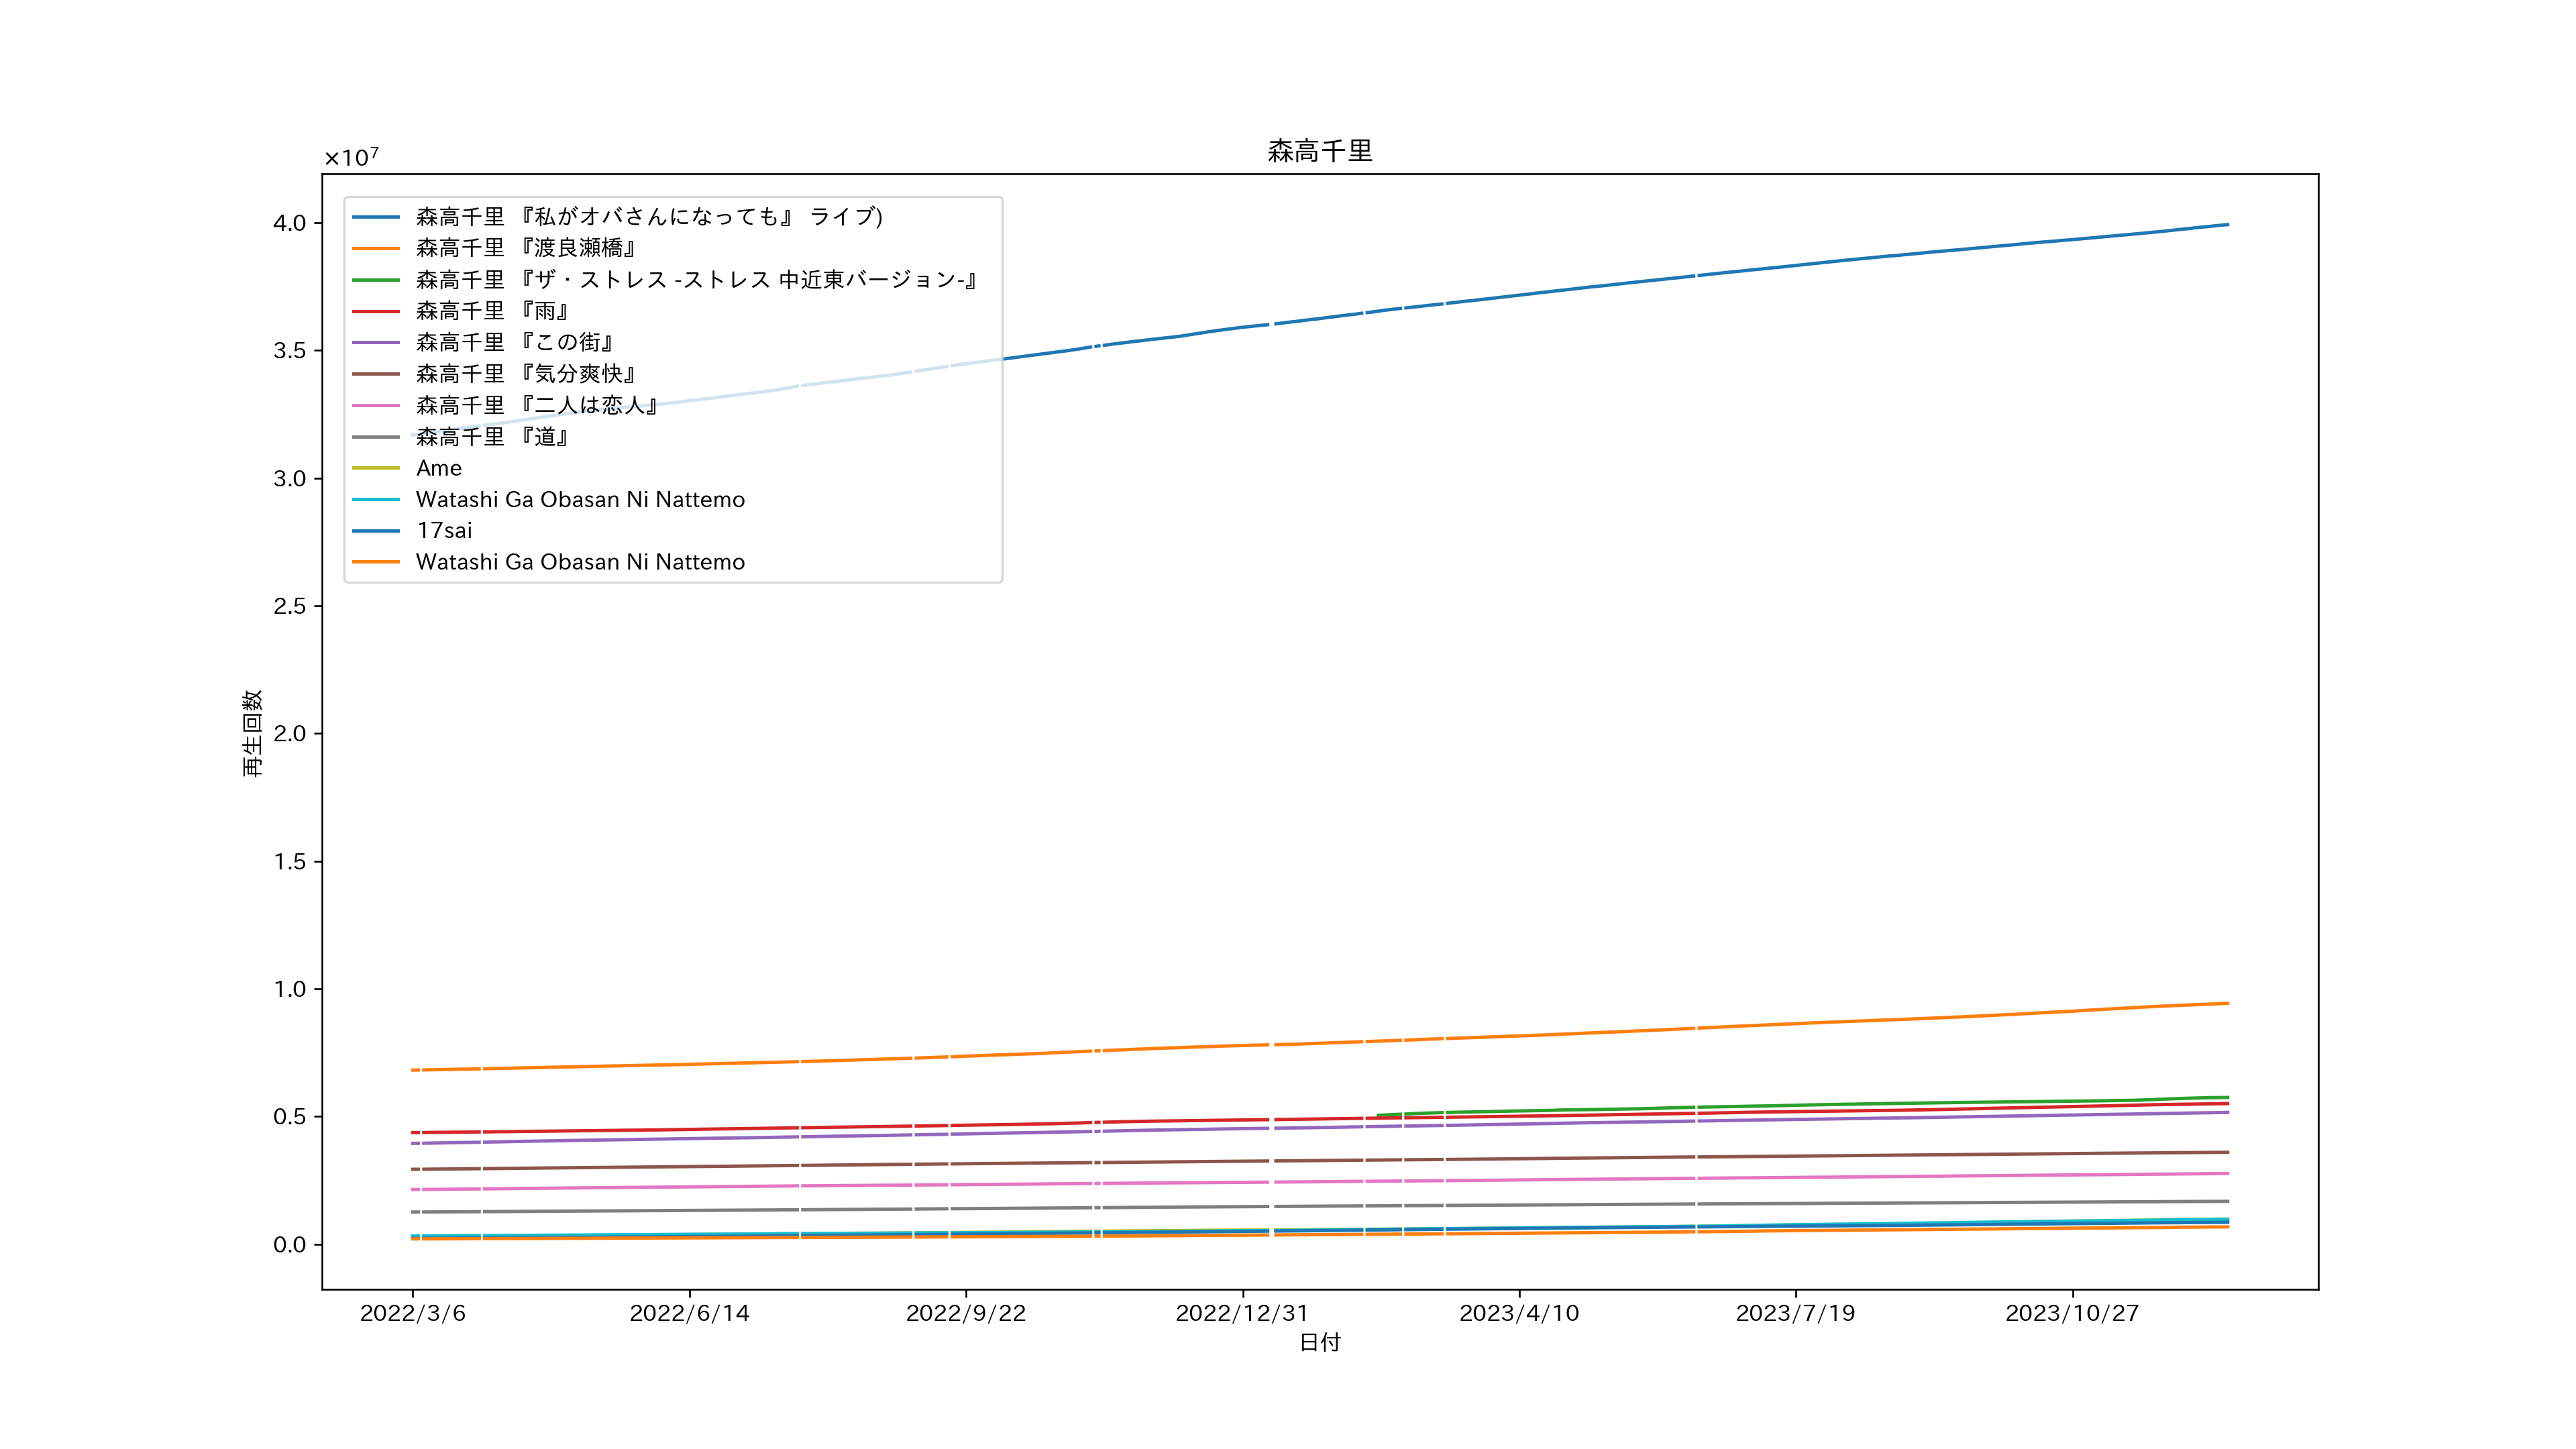 森高千里
×10⁷
4.0
3.5
3.0
2.5
2.0
1.5
1.0
0.5
0.0
再生回数
森高千里 『私がオバさんになっても』 ライブ)
森高千里 『渡良瀬橋』
森高千里 『ザ・ストレス -ストレス 中近東バージョン-』
森高千里 『雨』
森高千里 『この街』
森高千里 『気分爽快』
森高千里 『二人は恋人』
森高千里 『道』
Ame
Watashi Ga Obasan Ni Nattemo
17sai
Watashi Ga Obasan Ni Nattemo
2022/3/6 2022/6/14 2022/9/22 2022/12/31 2023/4/10 2023/7/19 2023/10/27
日付